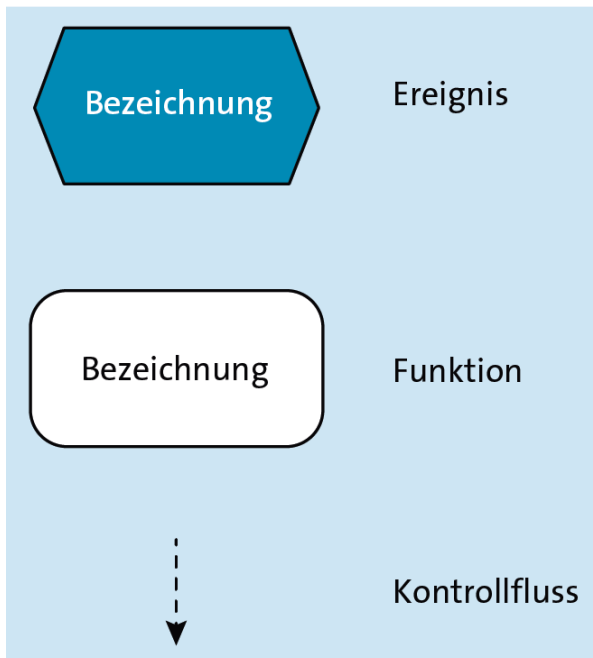 Bezeichnung
Ereignis
Bezeichnung
Funktion
Kontrollfluss